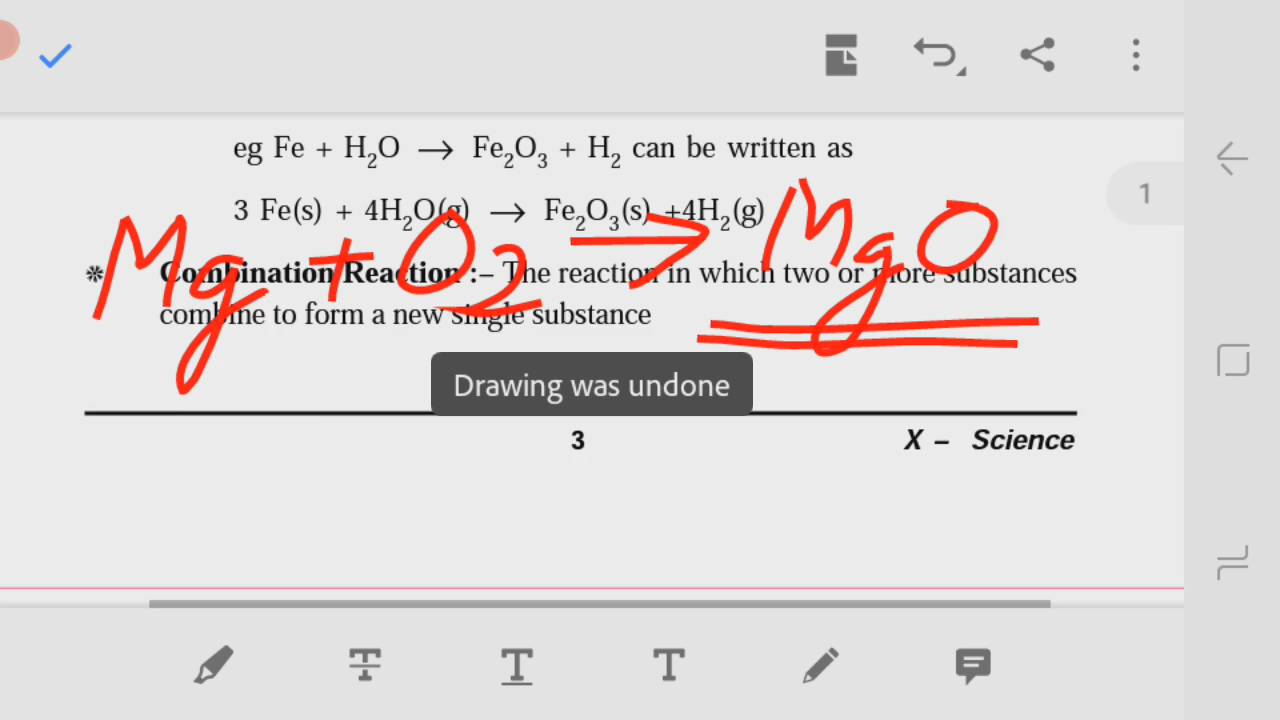 eg Fe + H₂O → Fe₂O₃ + H₂ can be written as
3 Fe(s) + 4H₂O(g) → Fe₂O₃(s) +4H₂(g)
1
Mg + O₂ → MgO
* Combination Reaction :– The reaction in which two or more substances
combine to form a new single substance
Drawing was undone
3
X – Science